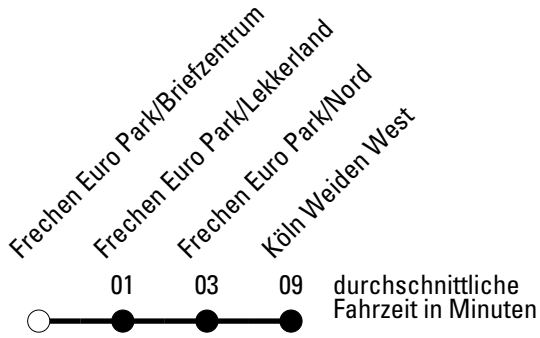 Frechen Euro Park/Briefzentrum
Frechen Euro Park/Lekkerland
Frechen Euro Park/Nord
Köln Weiden West
01 03 09 durchschnittliche
Fahrzeit in Minuten